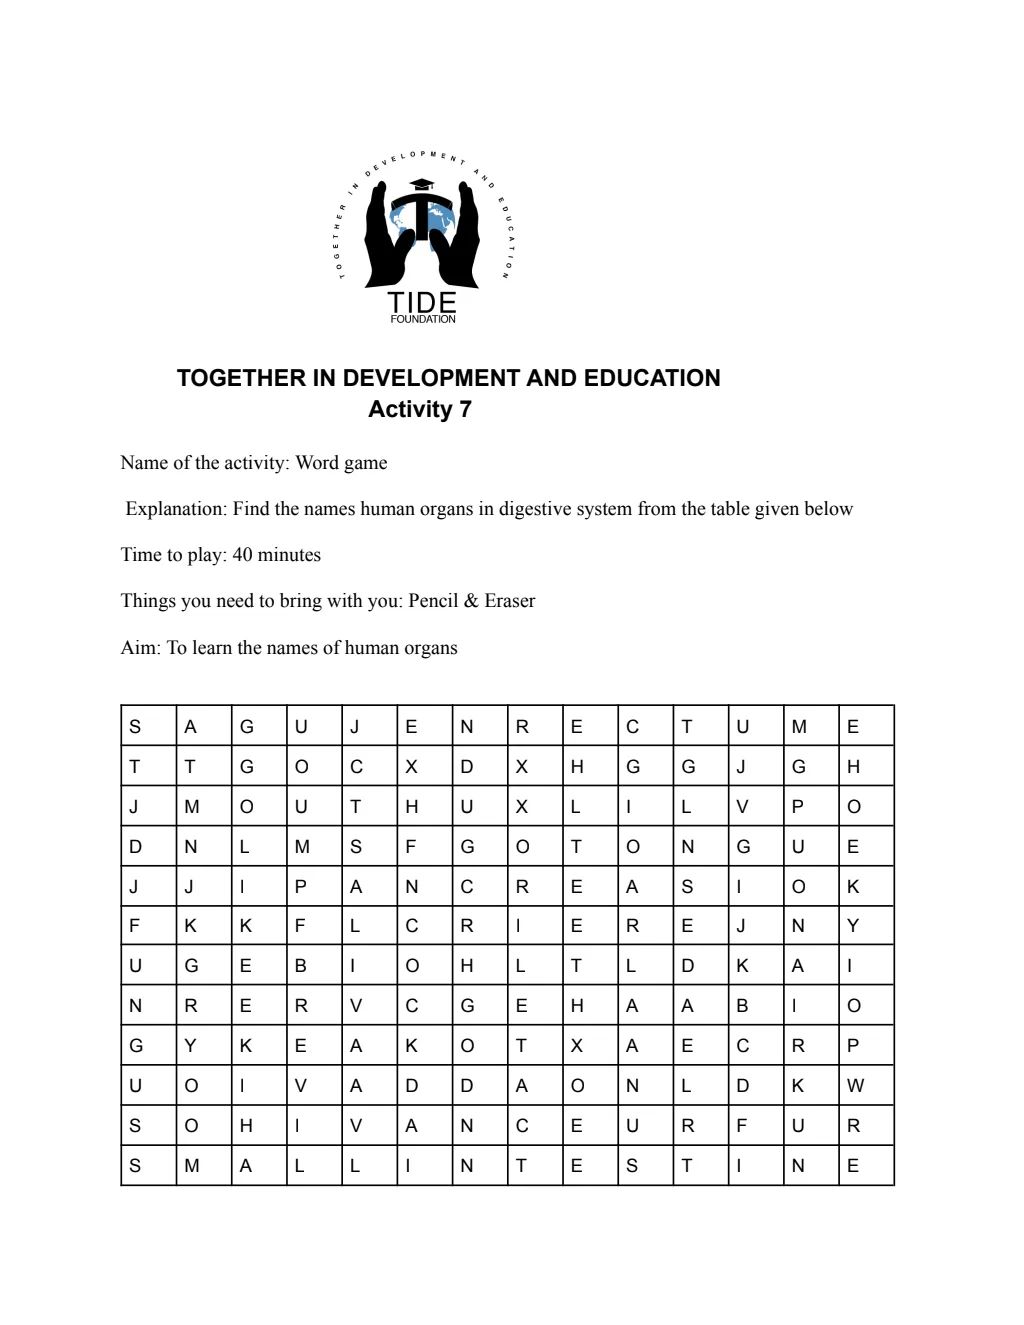 TOGETHER IN DEVELOPMENT AND EDUCATION
TIDE
FOUNDATION
TOGETHER IN DEVELOPMENT AND EDUCATION
Activity 7
Name of the activity: Word game
Explanation: Find the names human organs in digestive system from the table given below
Time to play: 40 minutes
Things you need to bring with you: Pencil & Eraser
Aim: To learn the names of human organs
S A G U J E N R E C T U M E
T T G O C X D X H G G J G H
J M O U T H U X L I L V P O
D N L M S F G O T O N G U E
J J I P A N C R E A S I O K
F K K F L C R I E R E J N Y
U G E B I O H L T L D K A I
N R E R V C G E H A A B I O
G Y K E A K O T X A E C R P
U O I V A D D A O N L D K W
S O H I V A N C E U R F U R
S M A L L I N T E S T I N E